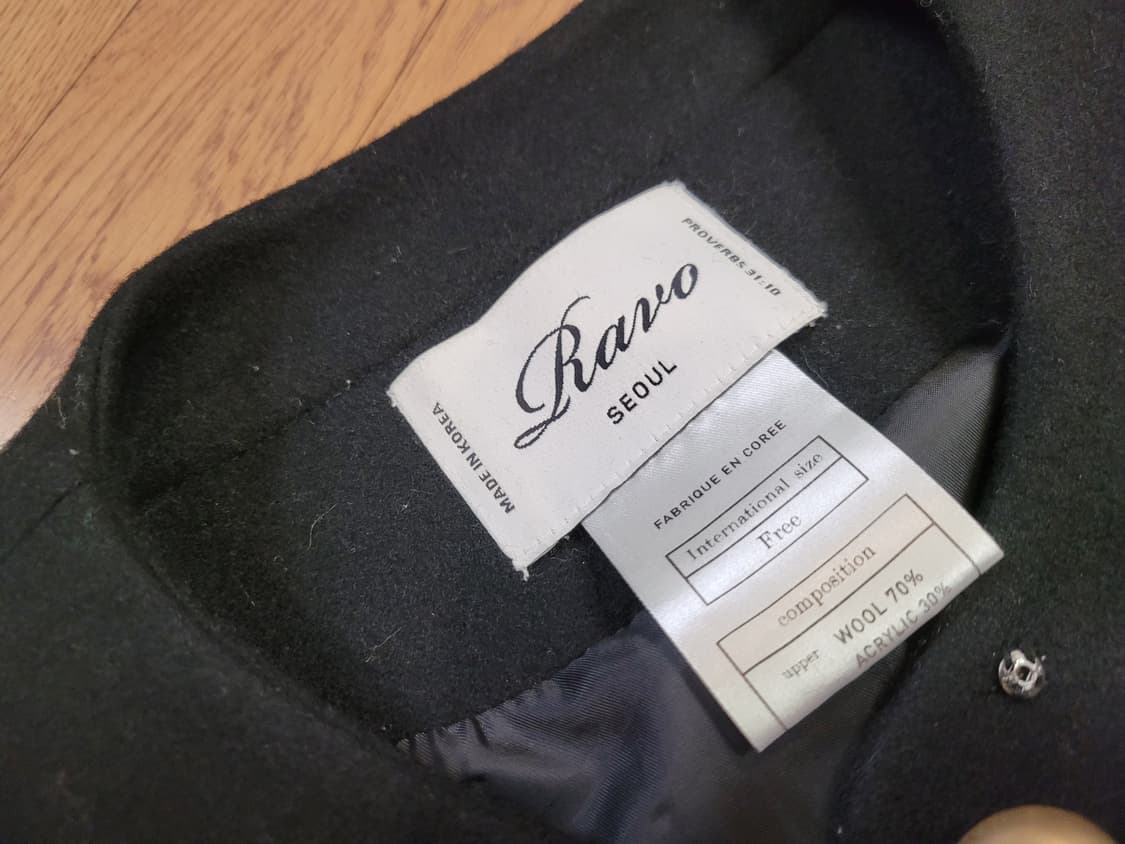 PROVERBS 31:10
Ravo
SEOUL
MADE IN KOREA
FABRIQUE EN COREE
International size
Free
composition
upper WOOL 70%
ACRYLIC 30%